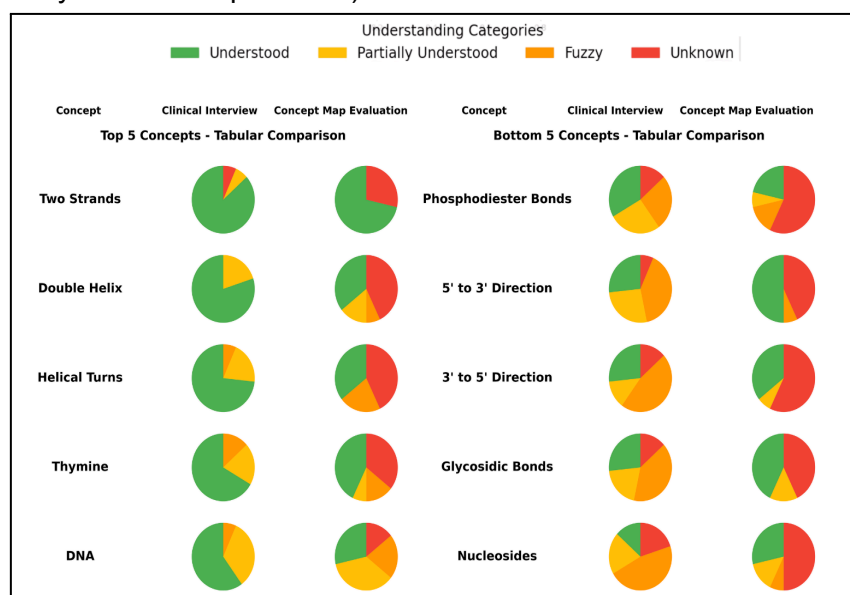 Understanding Categories
Understood Partially Understood Fuzzy Unknown
Concept Clinical Interview Concept Map Evaluation Concept Clinical Interview Concept Map Evaluation
Top 5 Concepts - Tabular Comparison Bottom 5 Concepts - Tabular Comparison
Two Strands Phosphodiester Bonds
Double Helix 5' to 3' Direction
Helical Turns 3' to 5' Direction
Thymine Glycosidic Bonds
DNA Nucleosides